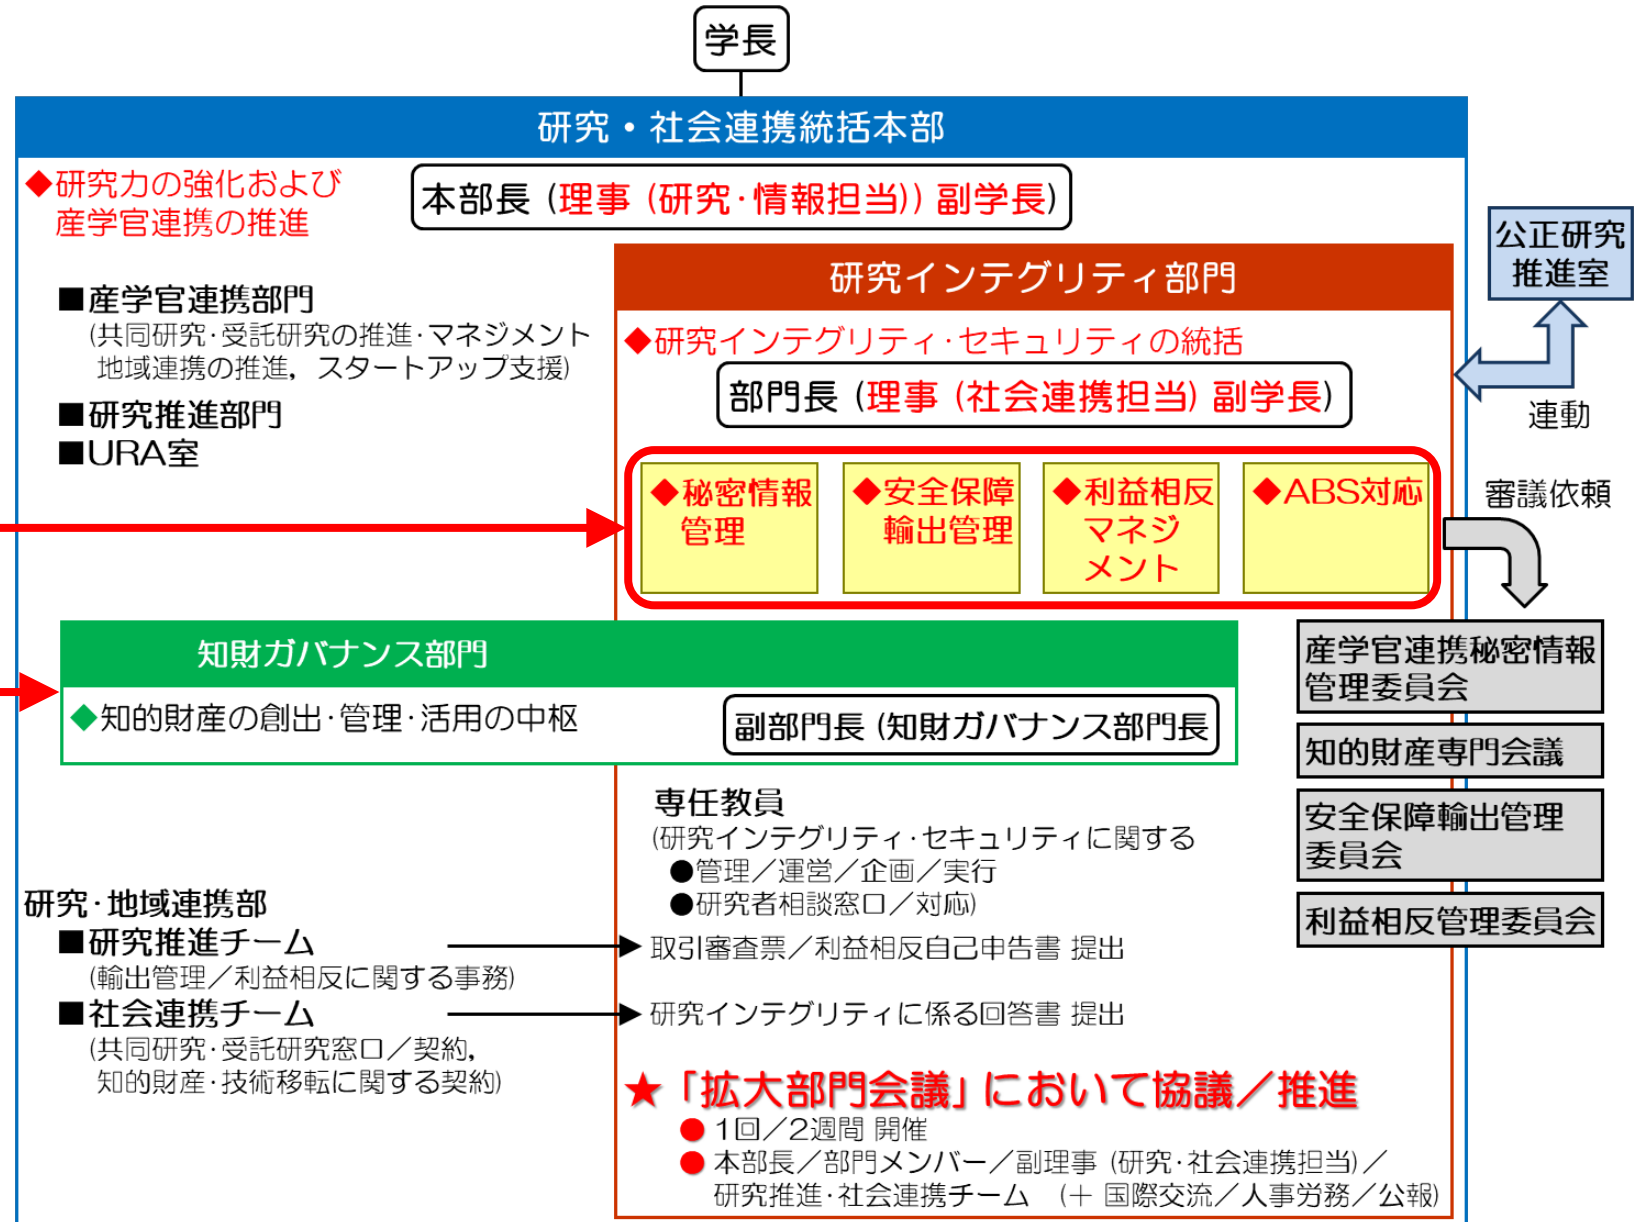 学長
研究・社会連携統括本部
◆研究力の強化および
産学官連携の推進
本部長 (理事 (研究･情報担当)) 副学長)
公正研究
推進室
連動
■産学官連携部門
(共同研究･受託研究の推進･マネジメント
地域連携の推進，スタートアップ支援)
■研究推進部門
■URA室
研究インテグリティ部門
◆研究インテグリティ･セキュリティの統括
部門長 (理事 (社会連携担当) 副学長)
◆秘密情報
管理
◆安全保障
輸出管理
◆利益相反
マネジ
メント
◆ABS対応
審議依頼
産学官連携秘密情報
管理委員会
知的財産専門会議
安全保障輸出管理
委員会
利益相反管理委員会
知財ガバナンス部門
◆知的財産の創出･管理･活用の中枢
副部門長 (知財ガバナンス部門長
専任教員
(研究インテグリティ･セキュリティに関する
●管理／運営／企画／実行
●研究者相談窓口／対応)
研究･地域連携部
■研究推進チーム
(輸出管理／利益相反に関する事務)
取引審査票／利益相反自己申告書 提出
■社会連携チーム
(共同研究･受託研究窓口／契約，
知的財産･技術移転に関する契約)
研究インテグリティに係る回答書 提出
★「拡大部門会議」において協議／推進
● 1回／2週間 開催
● 本部長／部門メンバー／副理事 (研究･社会連携担当)／
研究推進･社会連携チーム （＋ 国際交流／人事労務／公報)